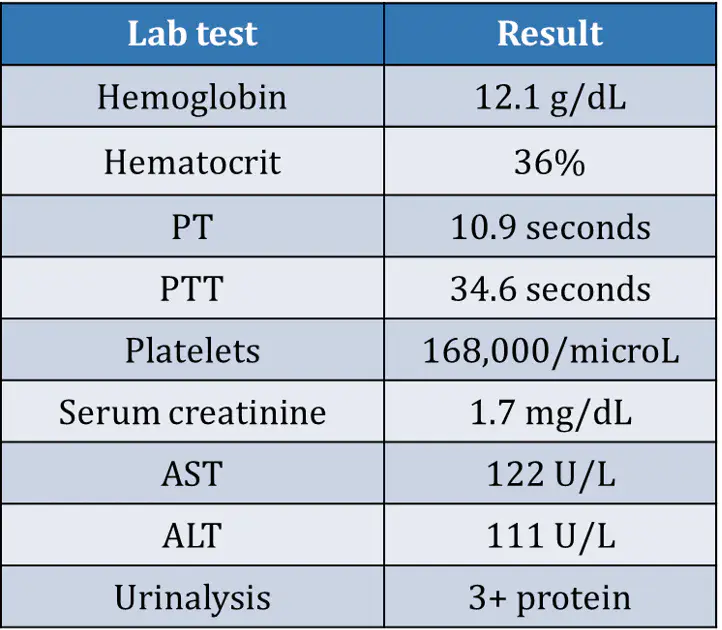 Lab test Result
Hemoglobin 12.1 g/dL
Hematocrit 36%
PT 10.9 seconds
PTT 34.6 seconds
Platelets 168,000/microL
Serum creatinine 1.7 mg/dL
AST 122 U/L
ALT 111 U/L
Urinalysis 3+ protein